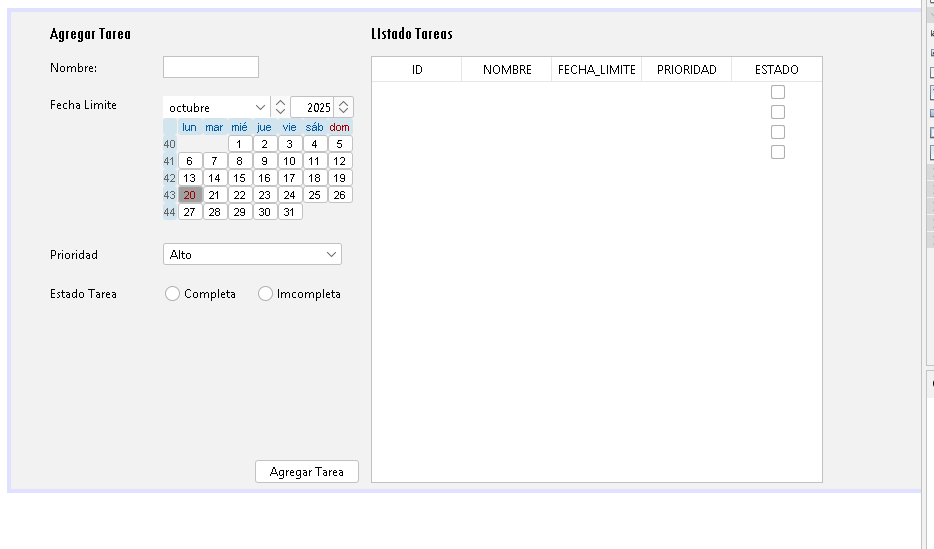 Agregar Tarea
Nombre:
Fecha Limite
octubre 2025
lun mar mié jue vie sáb dom
40 1 2 3 4 5
41 6 7 8 9 10 11 12
42 13 14 15 16 17 18 19
43 20 21 22 23 24 25 26
44 27 28 29 30 31
Prioridad Alto
Estado Tarea Completa Imcompleta
Agregar Tarea
LIstado Tareas
ID NOMBRE FECHA_LIMITE PRIORIDAD ESTADO